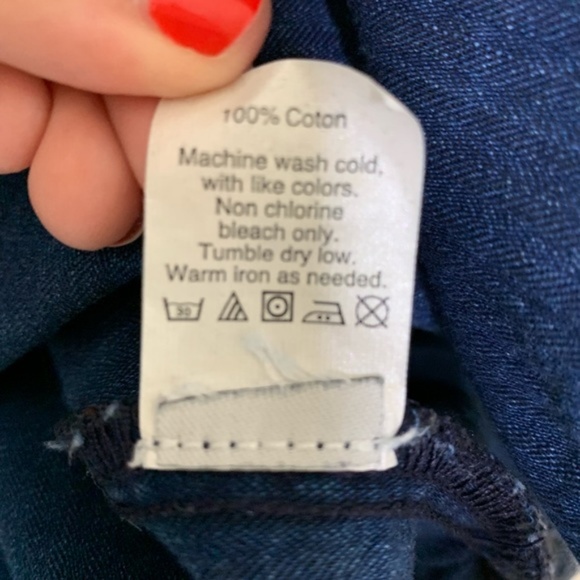 100% Coton
Machine wash cold,
with like colors.
Non chlorine
bleach only.
Tumble dry low.
Warm iron as needed.
30